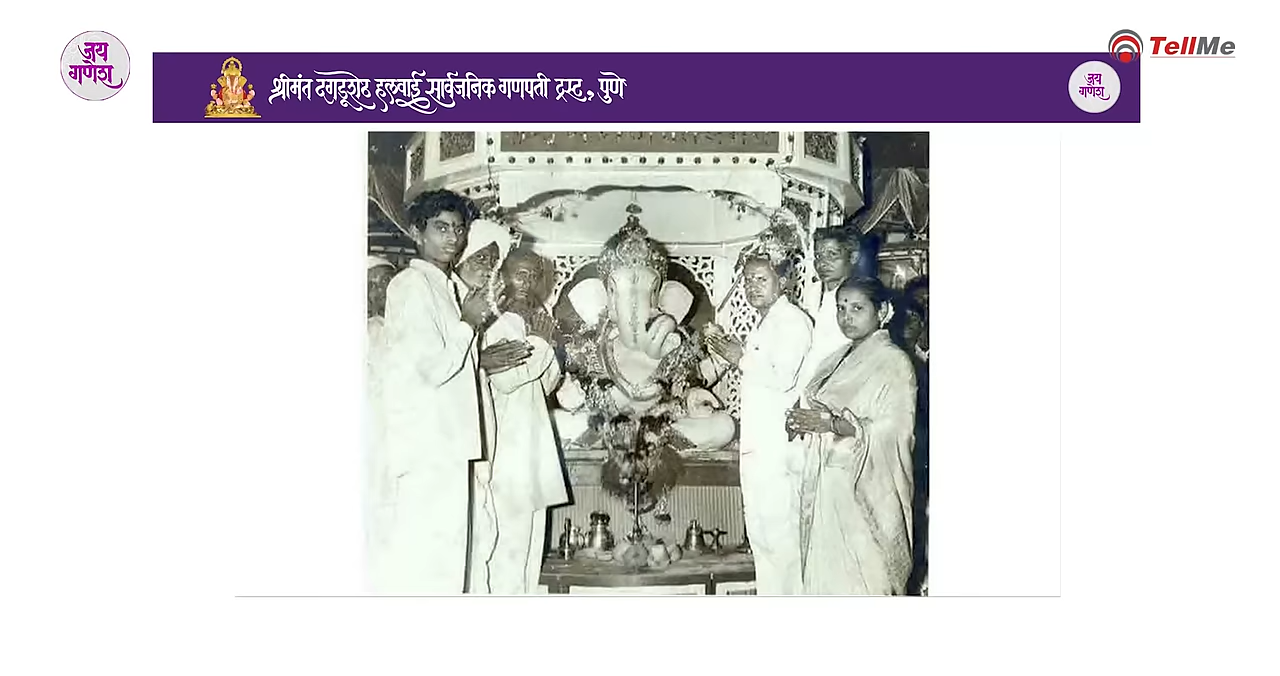 जय
गणेश
श्रीमंत दगडूशेठ हलवाई सार्वजनिक गणपती ट्रस्ट, पुणे
जय
गणेश
TellMe